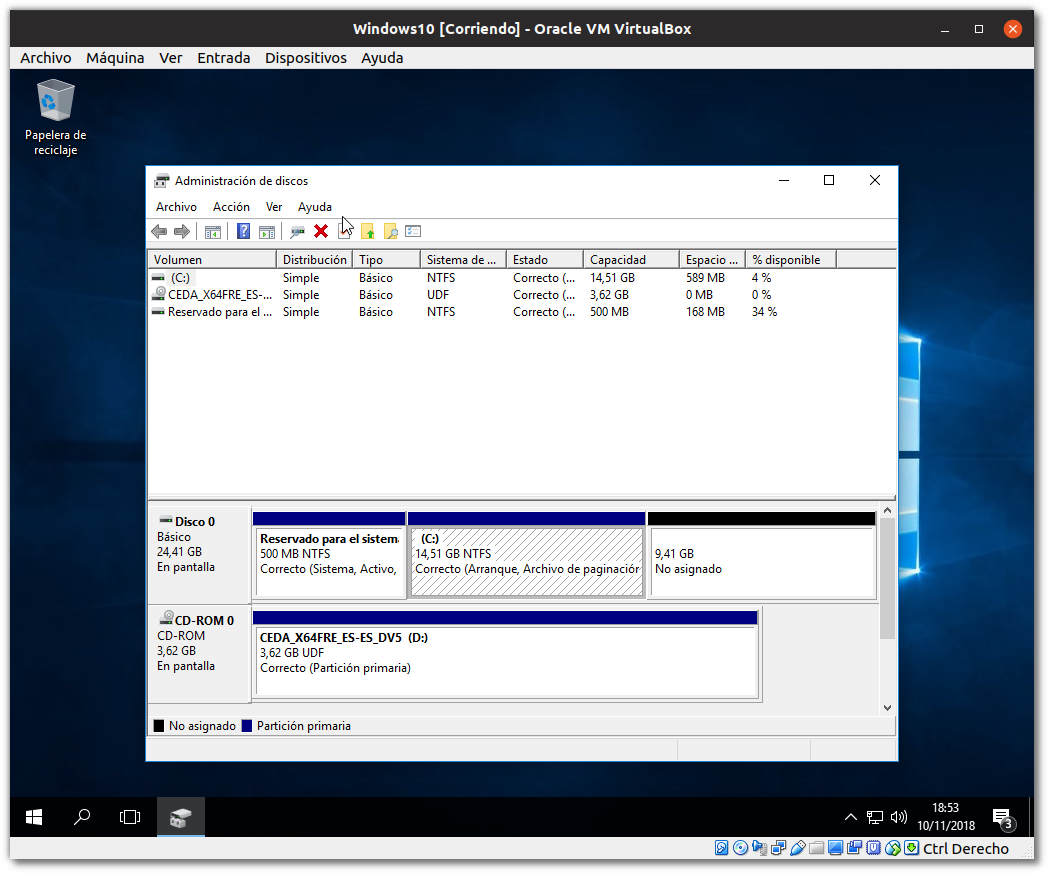 Windows10 [Corriendo] - Oracle VM VirtualBox
Archivo Máquina Ver Entrada Dispositivos Ayuda
Papelera de
reciclaje
Administración de discos
Archivo Acción Ver Ayuda
Volumen Distribución Tipo Sistema de ... Estado Capacidad Espacio ... % disponible
(C:) Simple Básico NTFS Correcto (... 14,51 GB 589 MB 4 %
CEDA_X64FRE_ES-... Simple Básico UDF Correcto (... 3,62 GB 0 MB 0 %
Reservado para el ... Simple Básico NTFS Correcto (... 500 MB 168 MB 34 %
Disco 0
Básico
24,41 GB
En pantalla
Reservado para el sistem
500 MB NTFS
Correcto (Sistema, Activo,
(C:)
14,51 GB NTFS
Correcto (Arranque, Archivo de paginación
9,41 GB
No asignado
CD-ROM 0
CD-ROM
3,62 GB
En pantalla
CEDA_X64FRE_ES-ES_DV5 (D:)
3,62 GB UDF
Correcto (Partición primaria)
No asignado Partición primaria
18:53
10/11/2018
3
Ctrl Derecho